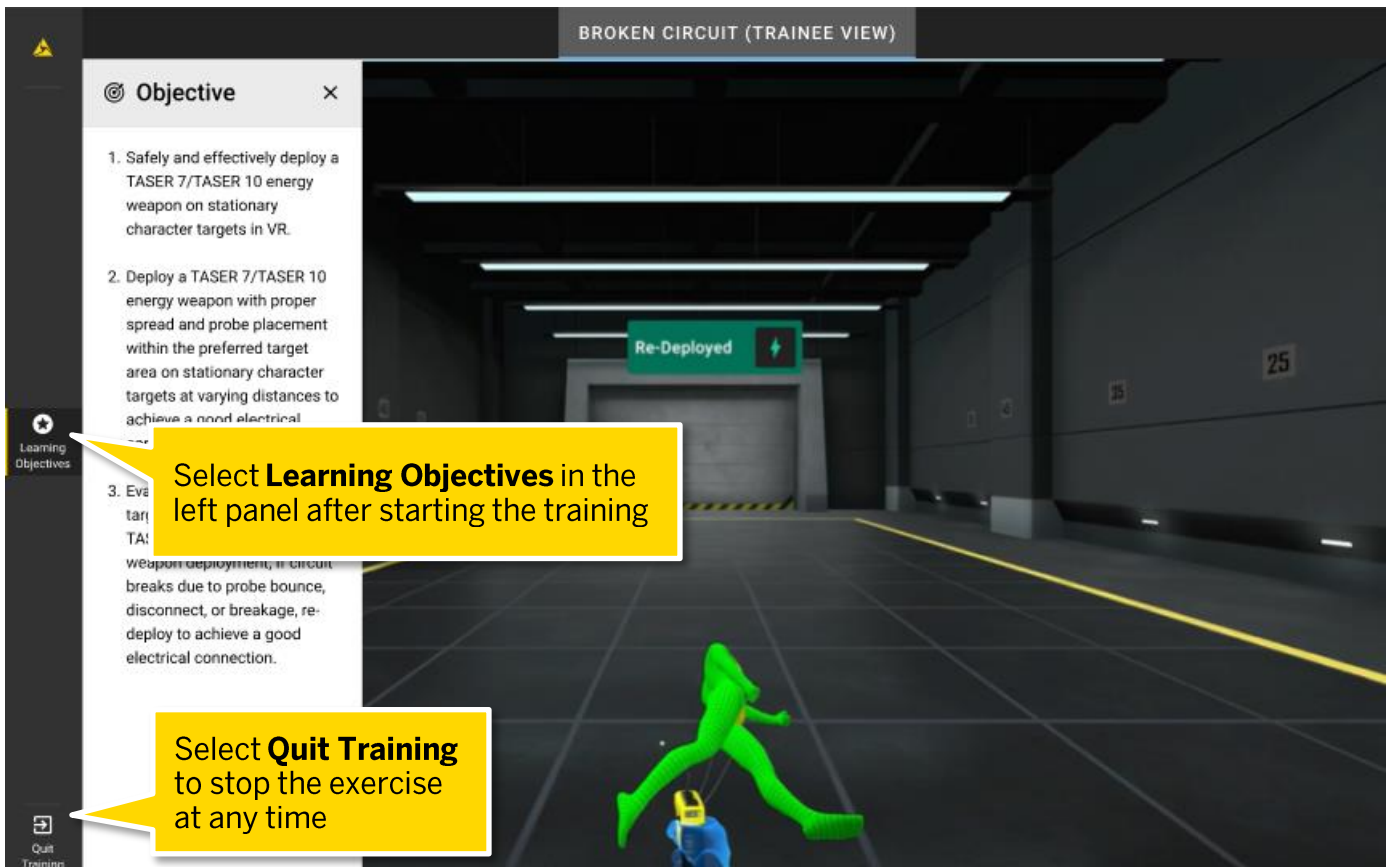 BROKEN CIRCUIT (TRAINEE VIEW)
Objective
1. Safely and effectively deploy a
TASER 7/TASER 10 energy
weapon on stationary
character targets in VR.
2. Deploy a TASER 7/TASER 10
energy weapon with proper
spread and probe placement
within the preferred target
area on stationary character
targets at varying distances to
achieve a good electrical
3.
weapon deployment; if circuit
breaks due to probe bounce,
disconnect, or breakage, re-
deploy to achieve a good
electrical connection.
Learning
Objectives
Select Learning Objectives in the
left panel after starting the training
Select Quit Training
to stop the exercise
at any time
Quit
Training
Re-Deployed
25